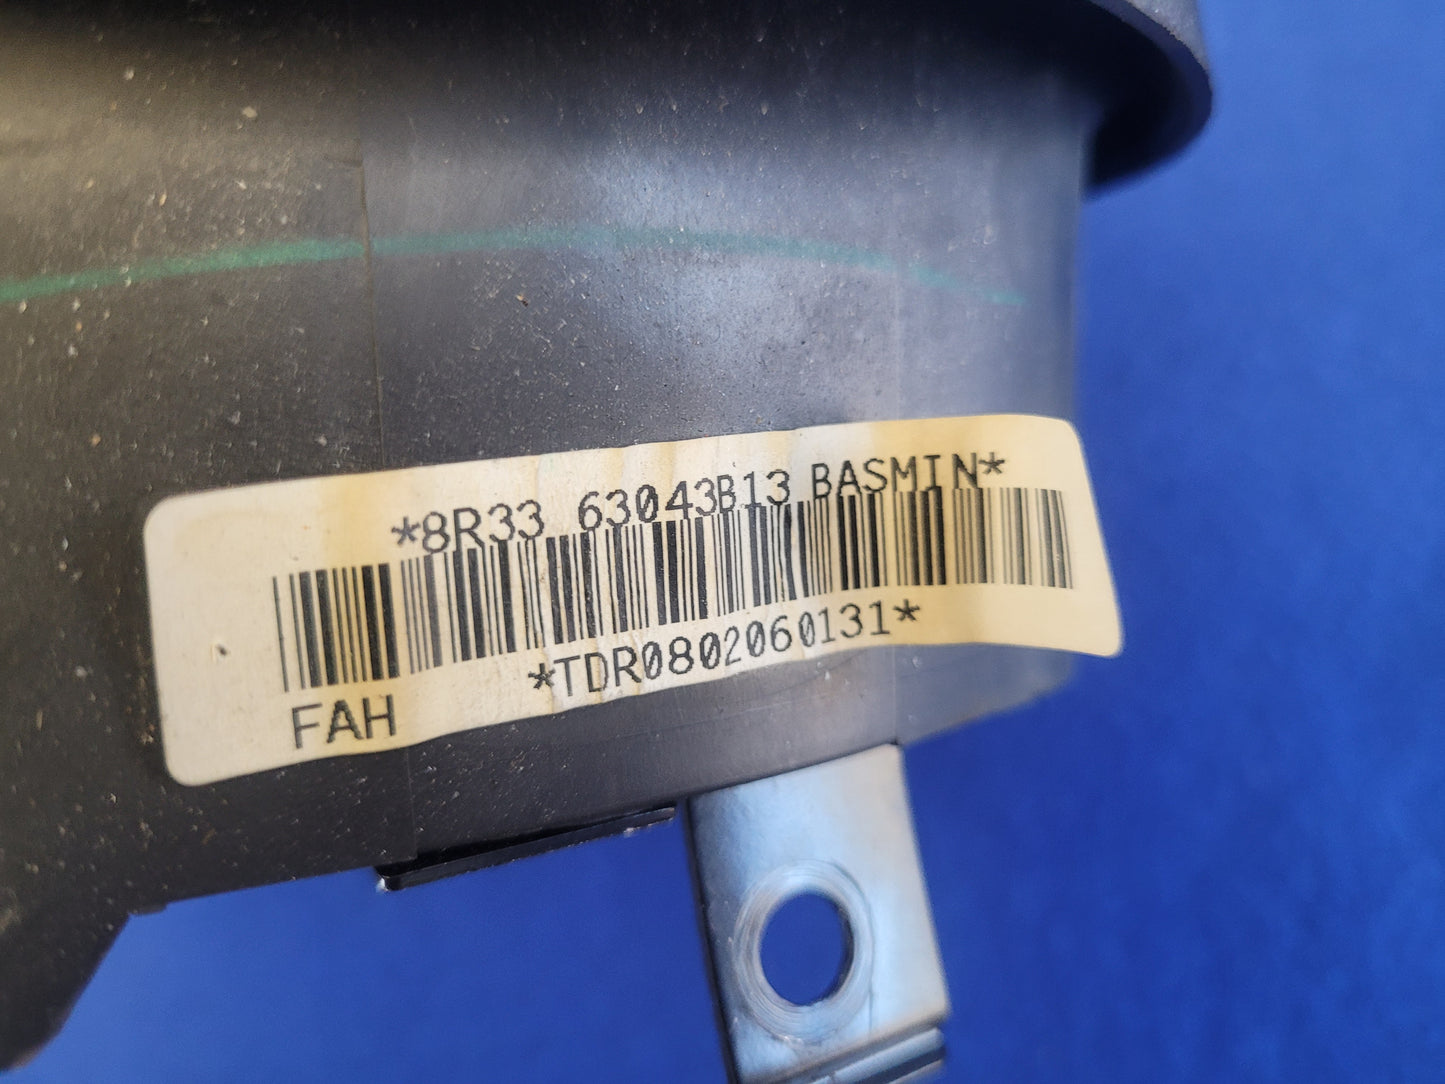 *8R33 63043B13 BASMIN*
*TDR0802060131*
FAH